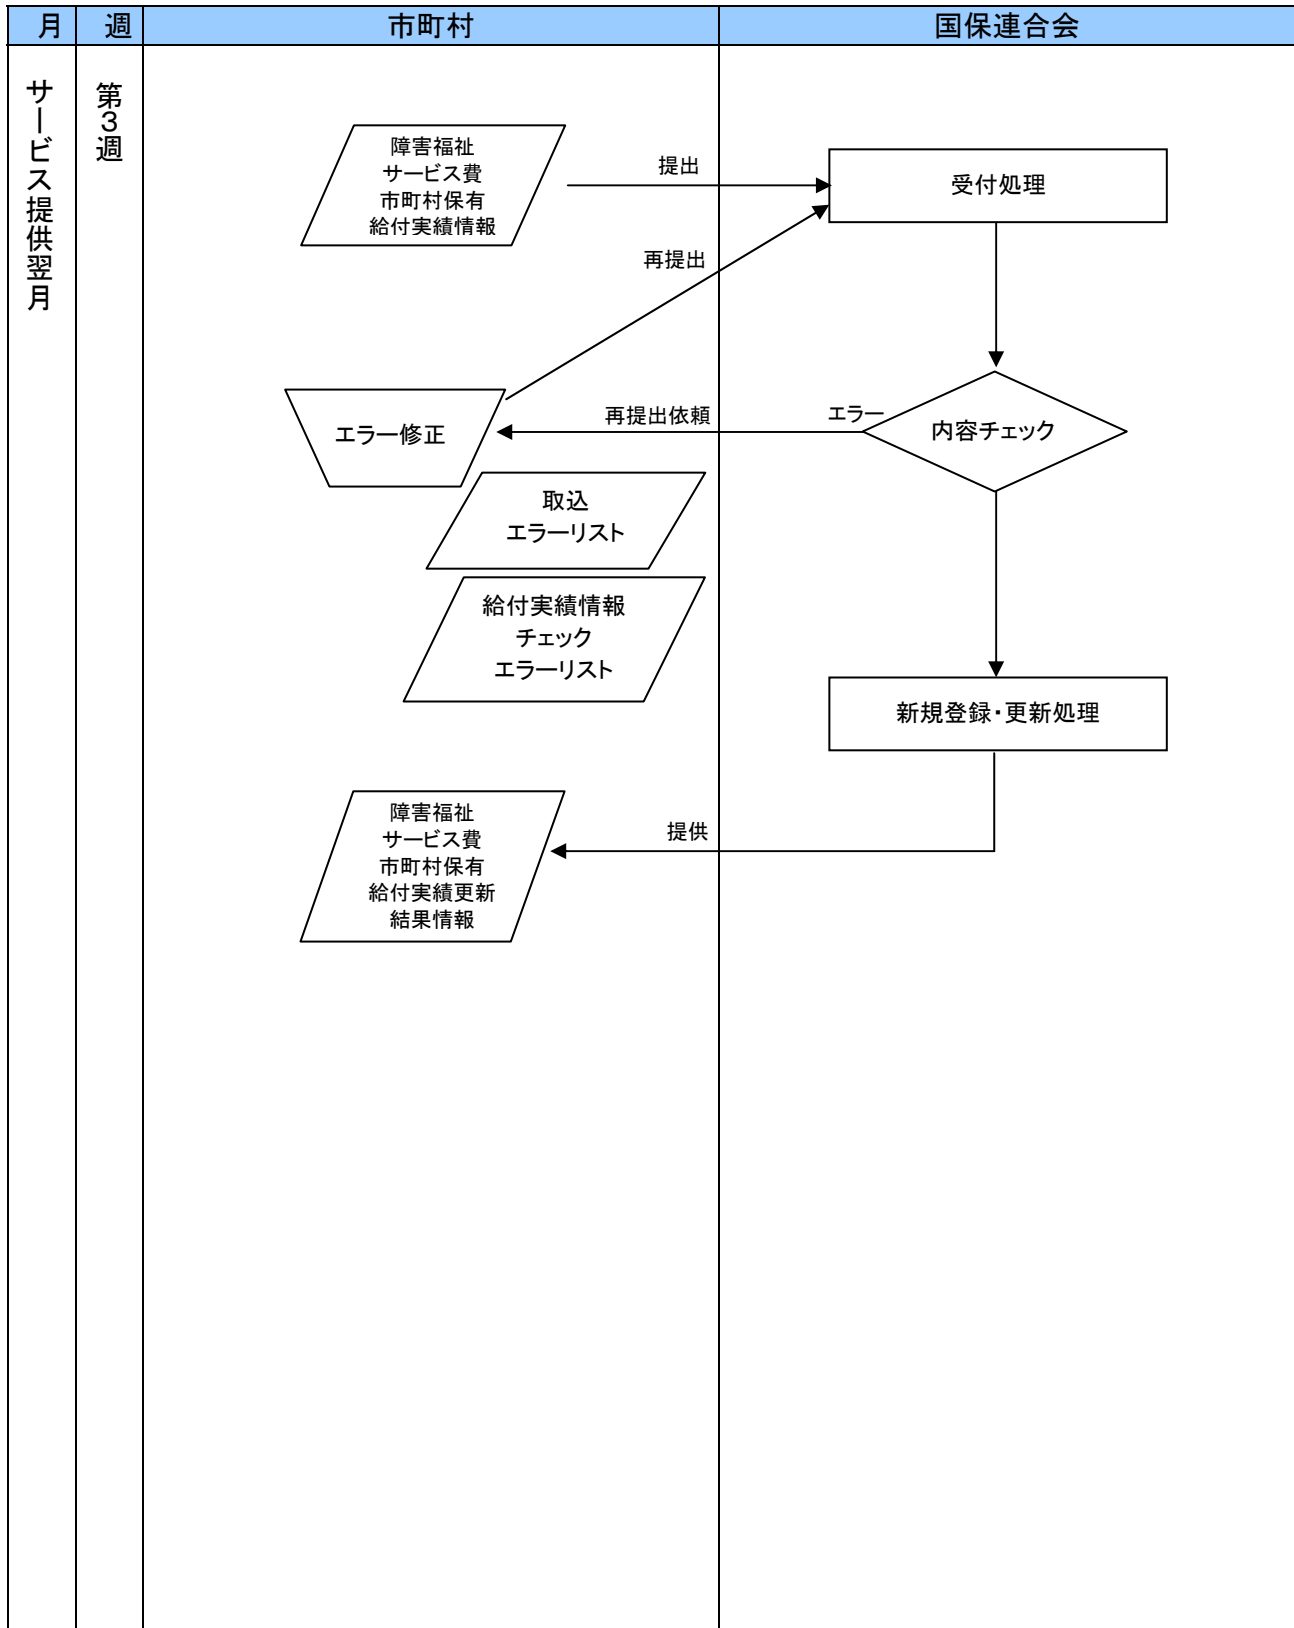 月
週
市町村
国保連合会
サービス提供翌月
第3週
障害福祉
サービス費
市町村保有
給付実績情報
提出
受付処理
再提出
エラー修正
再提出依頼
エラー
内容チェック
取込
エラーリスト
給付実績情報
チェック
エラーリスト
新規登録・更新処理
障害福祉
サービス費
市町村保有
給付実績更新
結果情報
提供